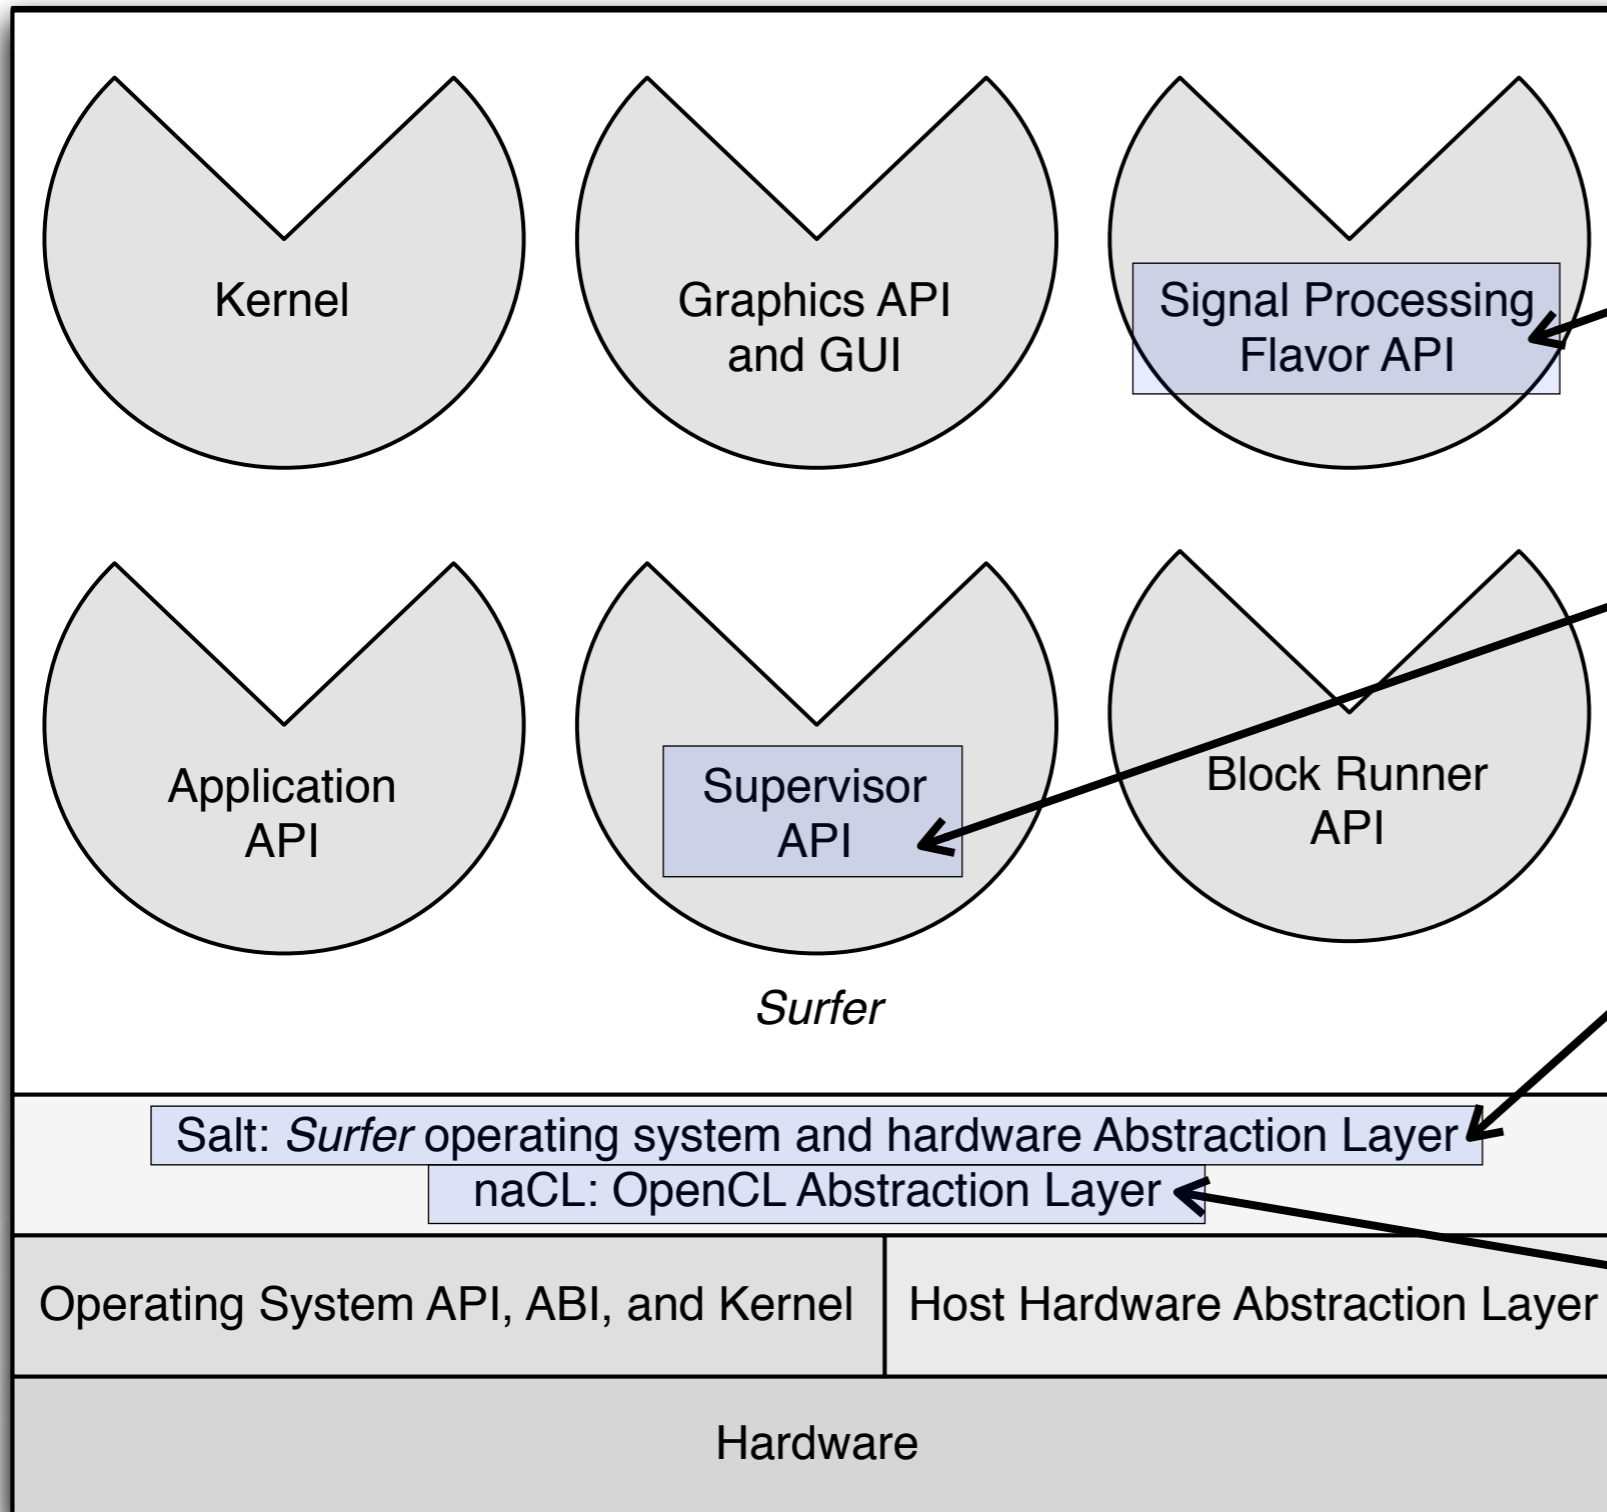 Kernel
Graphics API
and GUI
Signal Processing
Flavor API
Application
API
Supervisor
API
Block Runner
API
Surfer
Salt: Surfer operating system and hardware Abstraction Layer
naCL: OpenCL Abstraction Layer
Operating System API, ABI, and Kernel
Host Hardware Abstraction Layer
Hardware